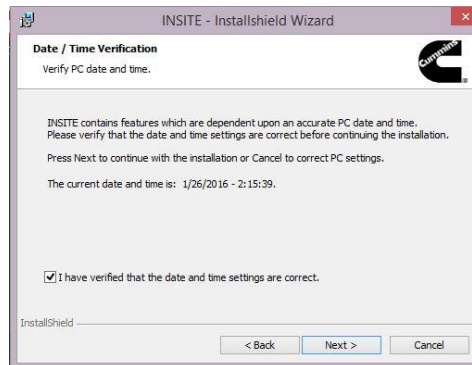 INSITE - Installshield Wizard
Date / Time Verification
Verify PC date and time.
Cummins
INSITE contains features which are dependent upon an accurate PC date and time.
Please verify that the date and time settings are correct before continuing the installation.
Press Next to continue with the installation or Cancel to correct PC settings.
The current date and time is: 1/26/2016 - 2:15:39.
I have verified that the date and time settings are correct.
InstallShield
< Back
Next >
Cancel